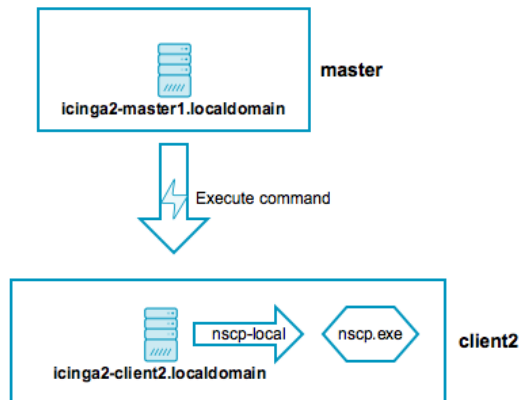 master
icinga2-master1.localdomain
Execute command
nscp-local
nscp.exe
client2
icinga2-client2.localdomain